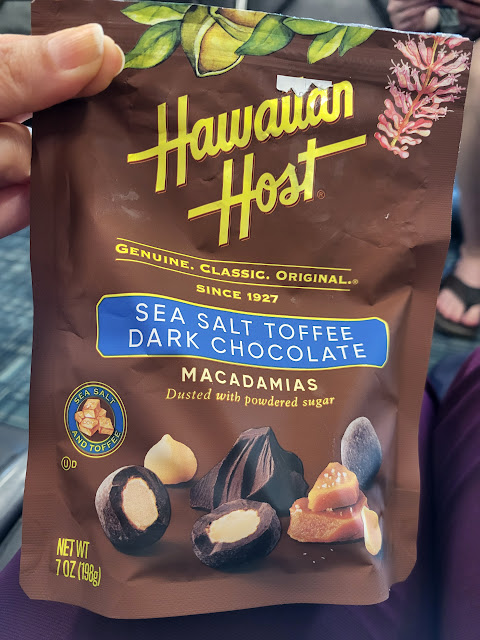 Hawaiian
Host®
GENUINE. CLASSIC. ORIGINAL.®
SINCE 1927
SEA SALT TOFFEE
DARK CHOCOLATE
MACADAMIAS
Dusted with powdered sugar
SEA SALT
AND TOFFEE
U D
NET WT
7 OZ (198g)